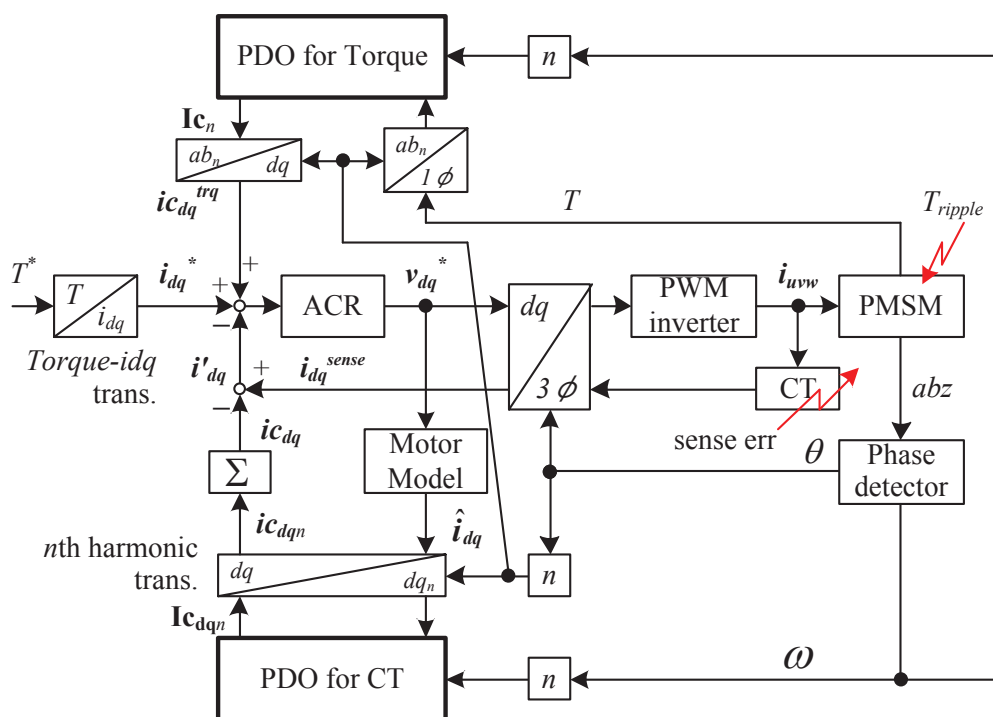 PDO for Torque
n
Ic_n
ab_n
dq
ab_n
1 ϕ
ic_dq^trq
T
T_ripple
T^*
T
i_dq
i_dq^*
+
+
−
ACR
v_dq^*
dq
3 ϕ
PWM
inverter
i_uvw
PMSM
Torque-idq
trans.
i'_dq
+
−
i_dq^sense
CT
abz
sense err
ic_dq
Σ
Motor
Model
θ
Phase
detector
ic_dqn
î_dq
nth harmonic
trans.
dq
dq_n
n
Ic_dqn
PDO for CT
n
ω